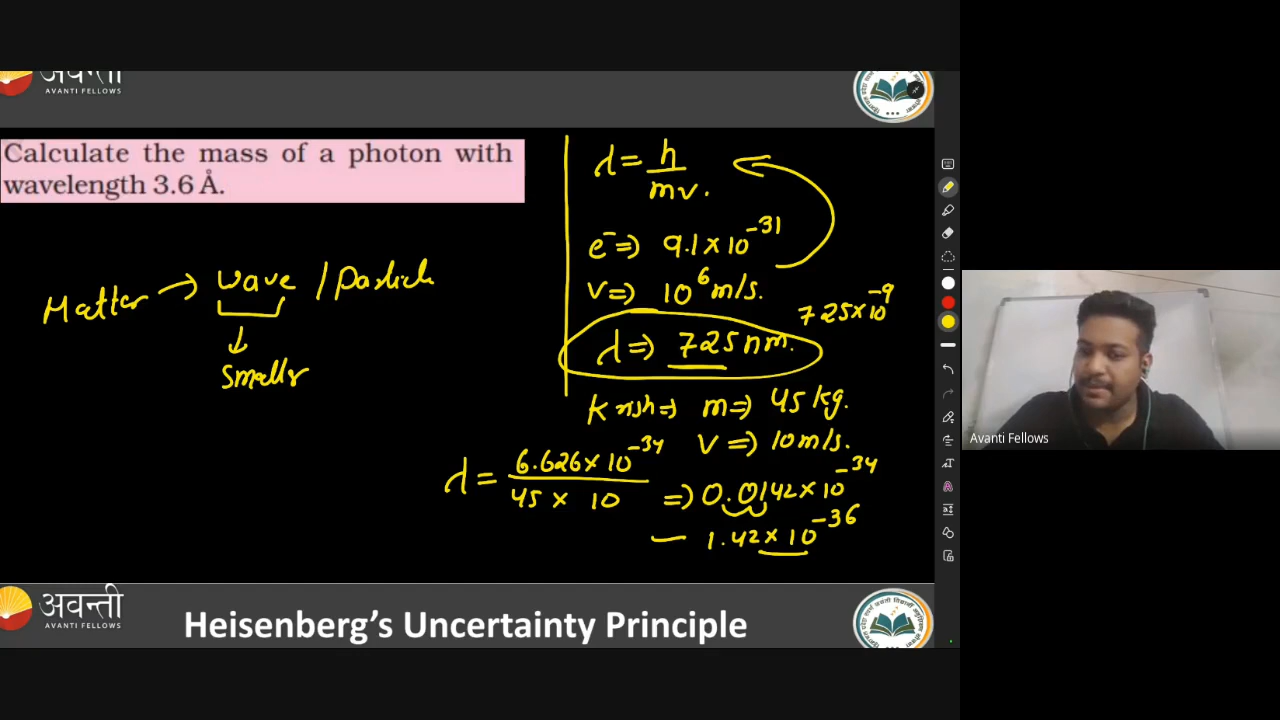 अवन्ती
AVANTI FELLOWS
Calculate the mass of a photon with
wavelength 3.6 Å.
Matter → wave / Particle
↓
Smaller
λ = h / mv.
e⁻ ⇒ 9.1 × 10⁻³¹
v ⇒ 10⁶ m/s.
725 × 10⁻⁹
λ ⇒ 725 nm.
Krish ⇒ m ⇒ 45 kg.
v ⇒ 10 m/s.
λ = 6.626 × 10⁻³⁴ / 45 × 10 ⇒ 0.0142 × 10⁻³⁴
— 1.42 × 10⁻³⁶
अवन्ती
AVANTI FELLOWS
Heisenberg's Uncertainty Principle
Avanti Fellows